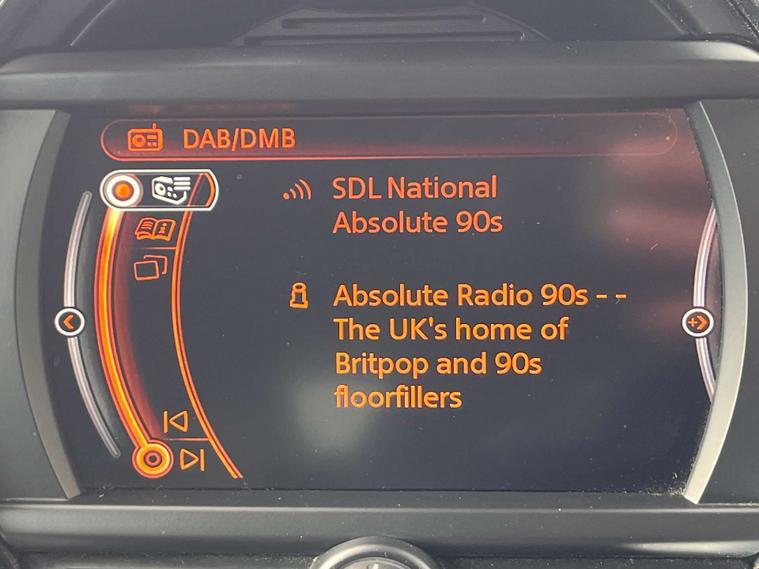 DAB/DMB
SDL National
Absolute 90s
Absolute Radio 90s - -
The UK's home of
Britpop and 90s
floorfillers